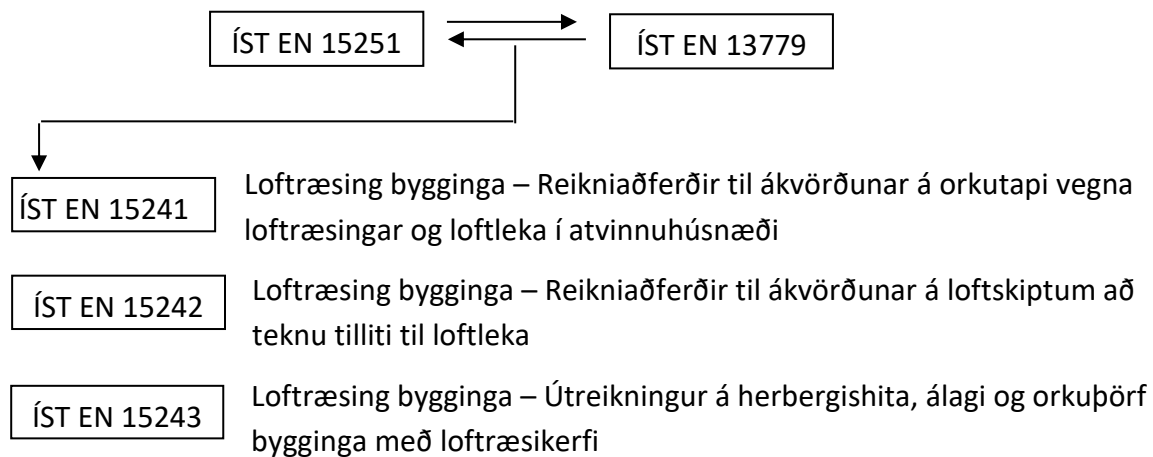 ÍST EN 15251
ÍST EN 13779
ÍST EN 15241
Loftræsing bygginga – Reikniaðferðir til ákvörðunar á orkutapi vegna
loftræsingar og loftleka í atvinnuhúsnæði
ÍST EN 15242
Loftræsing bygginga – Reikniaðferðir til ákvörðunar á loftskiptum að
teknu tilliti til loftleka
ÍST EN 15243
Loftræsing bygginga – Útreikningur á herbergishita, álagi og orkuþörf
bygginga með loftræsikerfi